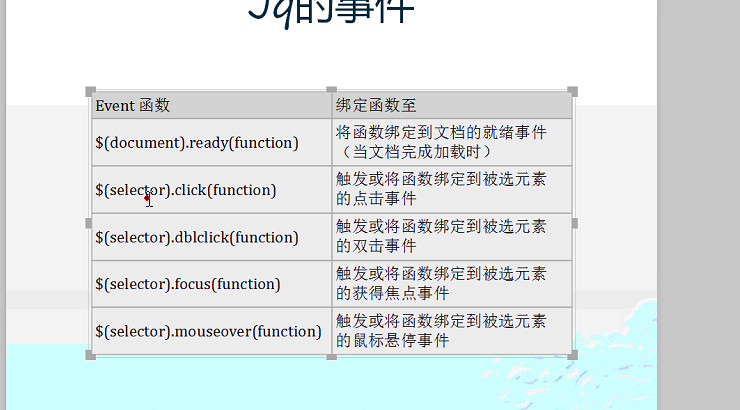 Jq的事件
Event 函数
绑定函数至
$(document).ready(function)
将函数绑定到文档的就绪事件
（当文档完成加载时）
$(selector).click(function)
触发或将函数绑定到被选元素
的点击事件
$(selector).dblclick(function)
触发或将函数绑定到被选元素
的双击事件
$(selector).focus(function)
触发或将函数绑定到被选元素
的获得焦点事件
$(selector).mouseover(function)
触发或将函数绑定到被选元素
的鼠标悬停事件